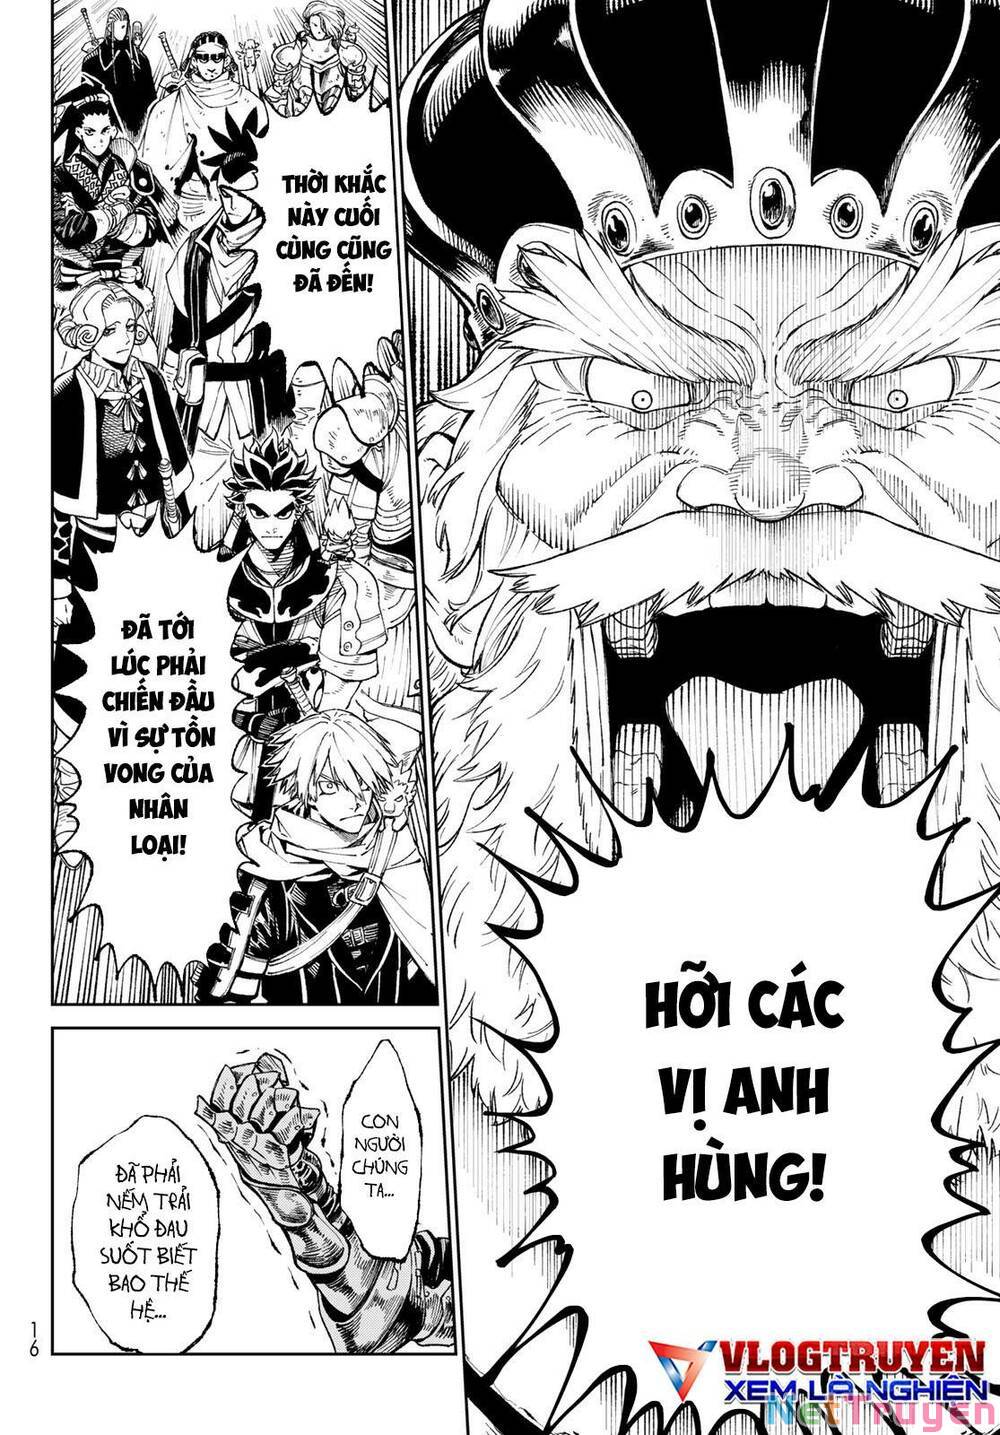 HỠI CÁC
VỊ ANH
HÙNG!
THỜI KHẮC
NÀY CUỐI
CÙNG CŨNG
ĐÃ ĐẾN!
ĐÃ TỚI
LÚC PHẢI
CHIẾN ĐẦU
VÌ SỰ TỒN
VONG CỦA
NHÂN
LOẠI!
CON
NGƯỜI
CHÚNG
TA...
ĐÃ PHẢI
NẾM TRẢI
KHỔ ĐAU
SUỐT BIẾT
BAO THẾ
HỆ...
16
VLOGTRUYEN
XEM LÀ NGHIỀN
NetTruyen